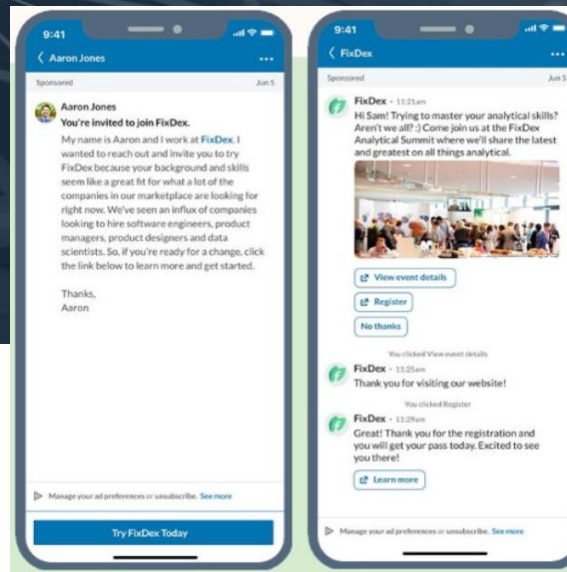 9:41
Aaron Jones
Sponsored Jun 5
Aaron Jones
You're invited to join FixDex.
My name is Aaron and I work at FixDex. I
wanted to reach out and invite you to try
FixDex because your background and skills
seem like a great fit for what a lot of the
companies in our marketplace are looking for
right now. We've seen an influx of companies
looking to hire software engineers, product
managers, product designers and data
scientists. So, if you're ready for a change, click
the link below to learn more and get started.
Thanks,
Aaron
Manage your ad preferences or unsubscribe. See more
Try FixDex Today
9:41
FixDex
Sponsored Jun 5
FixDex • 11:21am
Hi Sam! Trying to master your analytical skills?
Aren't we all? :) Come join us at the FixDex
Analytical Summit where we'll share the latest
and greatest on all things analytical.
View event details
Register
No thanks
You clicked View event details
FixDex • 11:25am
Thank you for visiting our website!
You clicked Register
FixDex • 11:29am
Great! Thank you for the registration and
you will get your pass today. Excited to see
you there!
Learn more
Manage your ad preferences or unsubscribe. See more